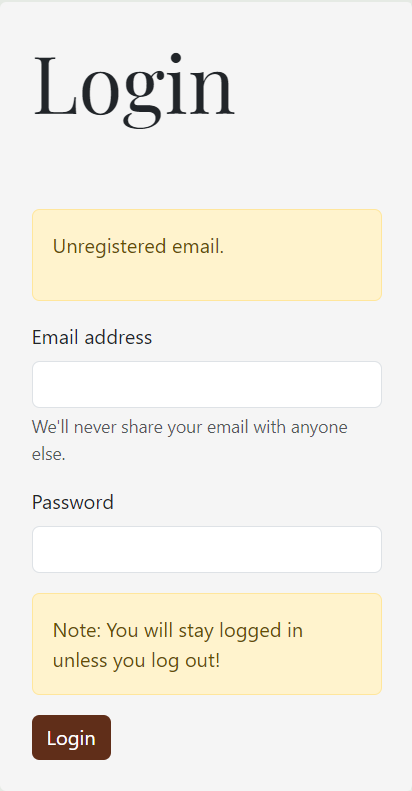 Login
Unregistered email.
Email address
We'll never share your email with anyone
else.
Password
Note: You will stay logged in
unless you log out!
Login